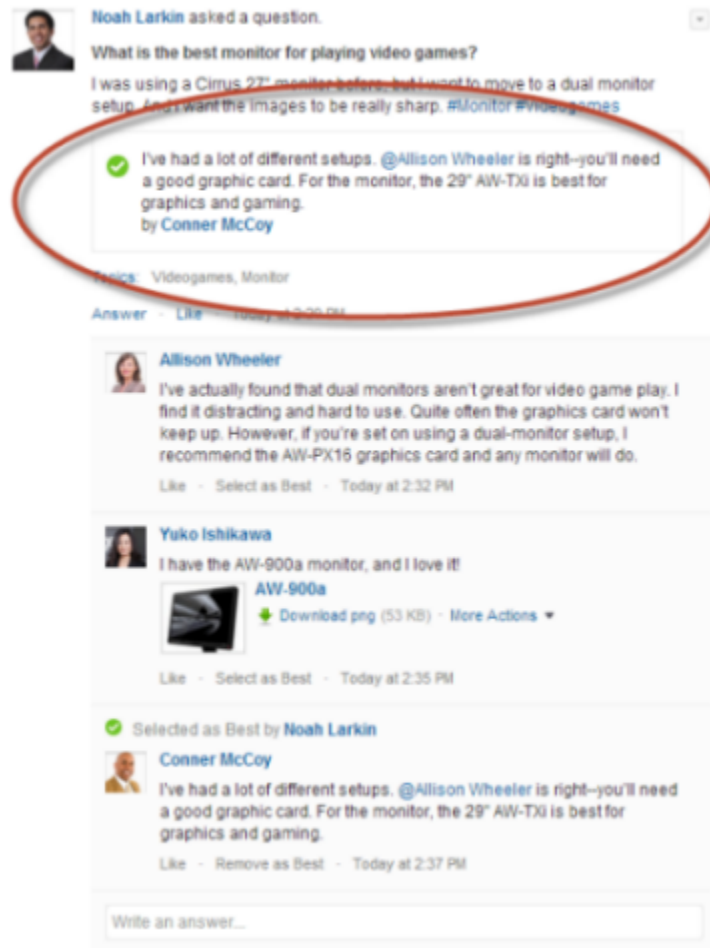 Noah Larkin asked a question.
What is the best monitor for playing video games?
I was using a Cirrus 27" monitor before, but I want to move to a dual monitor
setup. And I want the images to be really sharp. #Monitor #Videogames
I've had a lot of different setups. @Allison Wheeler is right--you'll need
a good graphic card. For the monitor, the 29" AW-TXi is best for
graphics and gaming.
by Conner McCoy
Topics: Videogames, Monitor
Answer · Like · Today at 2:29 PM
Allison Wheeler
I've actually found that dual monitors aren't great for video game play. I
find it distracting and hard to use. Quite often the graphics card won't
keep up. However, if you're set on using a dual-monitor setup, I
recommend the AW-PX16 graphics card and any monitor will do.
Like · Select as Best · Today at 2:32 PM
Yuko Ishikawa
I have the AW-900a monitor, and I love it!
AW-900a
Download png (53 KB) · More Actions
Like · Select as Best · Today at 2:35 PM
Selected as Best by Noah Larkin
Conner McCoy
I've had a lot of different setups. @Allison Wheeler is right--you'll need
a good graphic card. For the monitor, the 29" AW-TXi is best for
graphics and gaming.
Like · Remove as Best · Today at 2:37 PM
Write an answer...